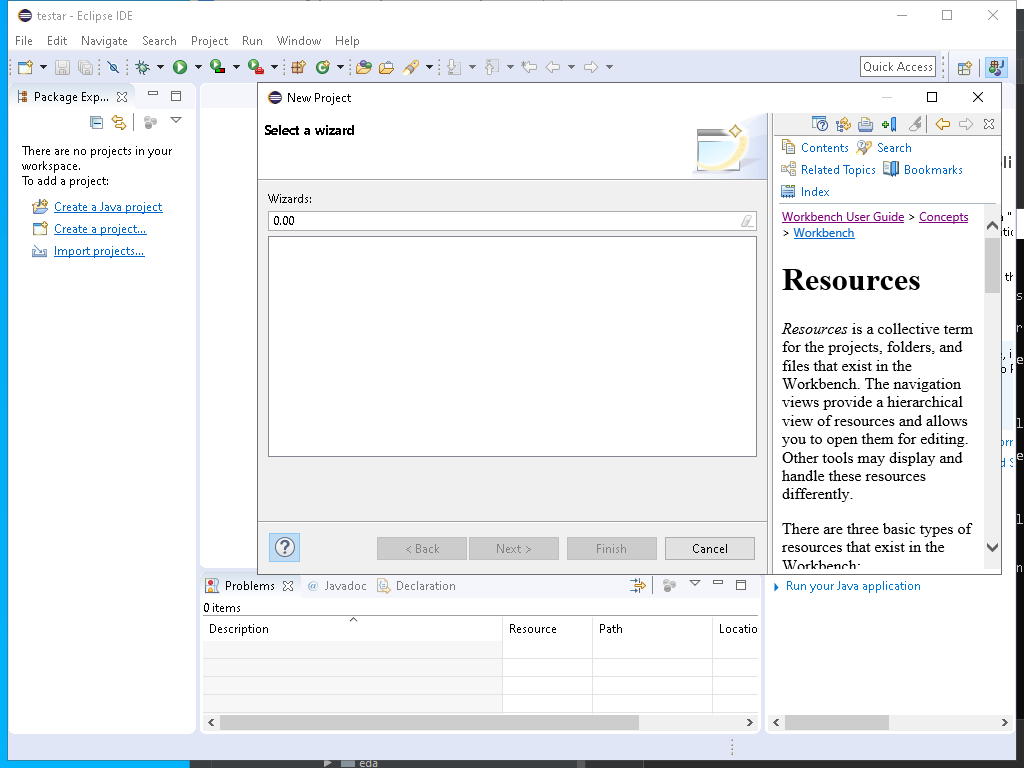 testar - Eclipse IDE
File Edit Navigate Search Project Run Window Help
Quick Access
Package Exp...
There are no projects in your
workspace.
To add a project:
Create a Java project
Create a project...
Import projects...
New Project
Select a wizard
Wizards:
0.00
< Back
Next >
Finish
Cancel
Contents
Search
Related Topics
Bookmarks
Index
Workbench User Guide > Concepts
> Workbench
Resources
Resources is a collective term
for the projects, folders, and
files that exist in the
Workbench. The navigation
views provide a hierarchical
view of resources and allows
you to open them for editing.
Other tools may display and
handle these resources
differently.
There are three basic types of
resources that exist in the
Workbench:
Problems
@ Javadoc
Declaration
0 items
Description
Resource
Path
Locatio
Run your Java application
eda